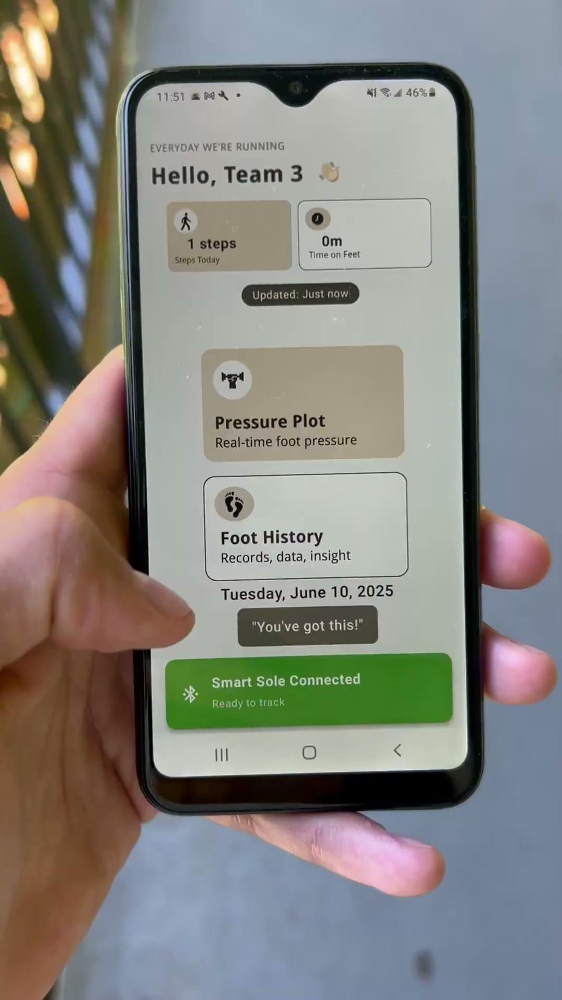 11:51
46%
EVERYDAY WE'RE RUNNING
Hello, Team 3 👋🏼
1 steps
Steps Today
0m
Time on Feet
Updated: Just now
Pressure Plot
Real-time foot pressure
Foot History
Records, data, insight
Tuesday, June 10, 2025
"You've got this!"
Smart Sole Connected
Ready to track